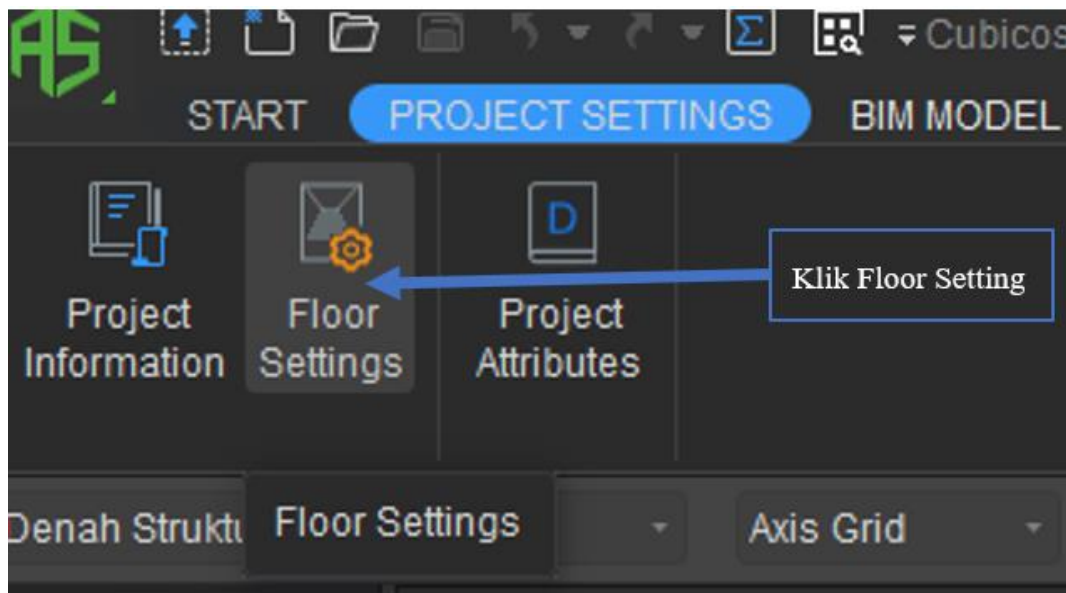 AS
Cubicos
START PROJECT SETTINGS BIM MODEL
D
Project Information
Floor Settings
Project Attributes
Klik Floor Setting
Denah Struktu
Floor Settings
Axis Grid